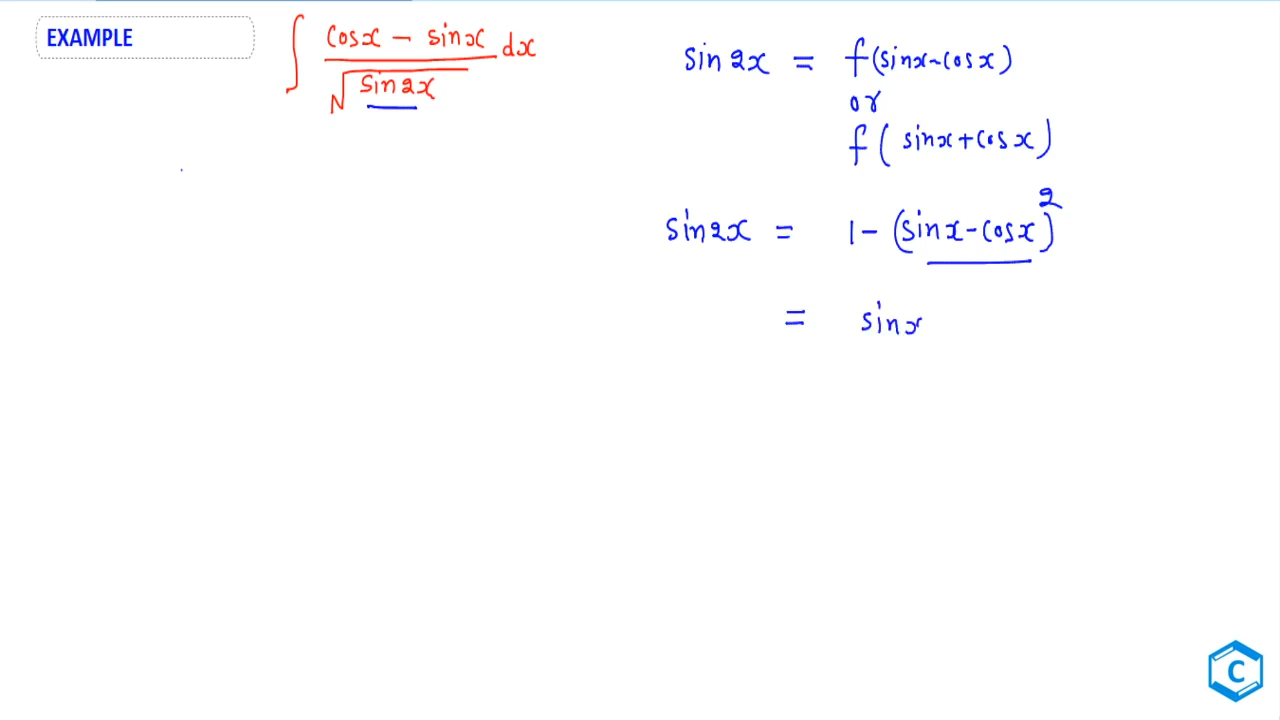 EXAMPLE
∫ (cosx − sinx)/√(sin2x) dx
sin2x = f(sinx−cosx)
or
f(sinx+cosx)
sin2x = 1−(sinx−cosx)²
= sinx
C